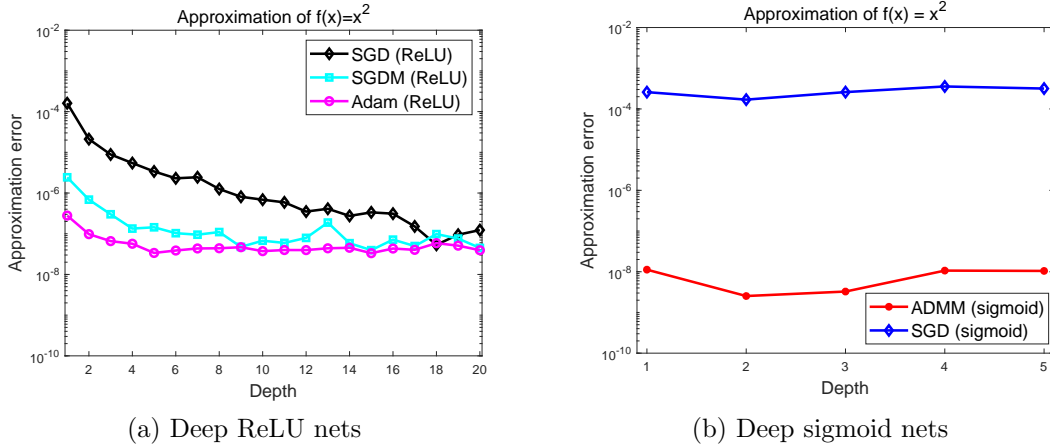 Approximation of f(x)=x²
10⁻²
10⁻⁴
10⁻⁶
10⁻⁸
10⁻¹⁰
Approximation error
SGD (ReLU)
SGDM (ReLU)
Adam (ReLU)
2 4 6 8 10 12 14 16 18 20
Depth
(a) Deep ReLU nets
Approximation of f(x) = x²
10⁻²
10⁻⁴
10⁻⁶
10⁻⁸
10⁻¹⁰
Approximation error
ADMM (sigmoid)
SGD (sigmoid)
1 2 3 4 5
Depth
(b) Deep sigmoid nets